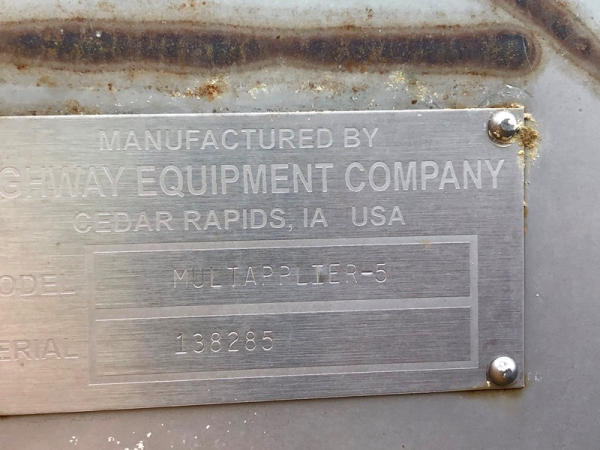 MANUFACTURED BY
GHWAY EQUIPMENT COMPANY
CEDAR RAPIDS, IA USA
ODEL MULTAPPLIER-5
ERIAL 138285